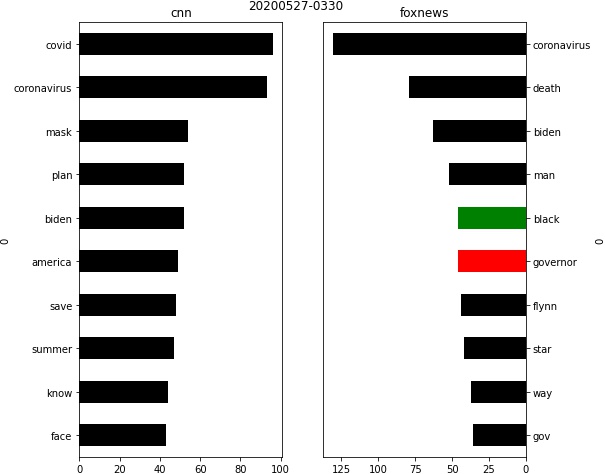 20200527-0330
cnn
foxnews
covid
coronavirus
mask
plan
biden
america
save
summer
know
face
0 20 40 60 80 100
0
coronavirus
death
biden
man
black
governor
flynn
star
way
gov
125 100 75 50 25 0
0